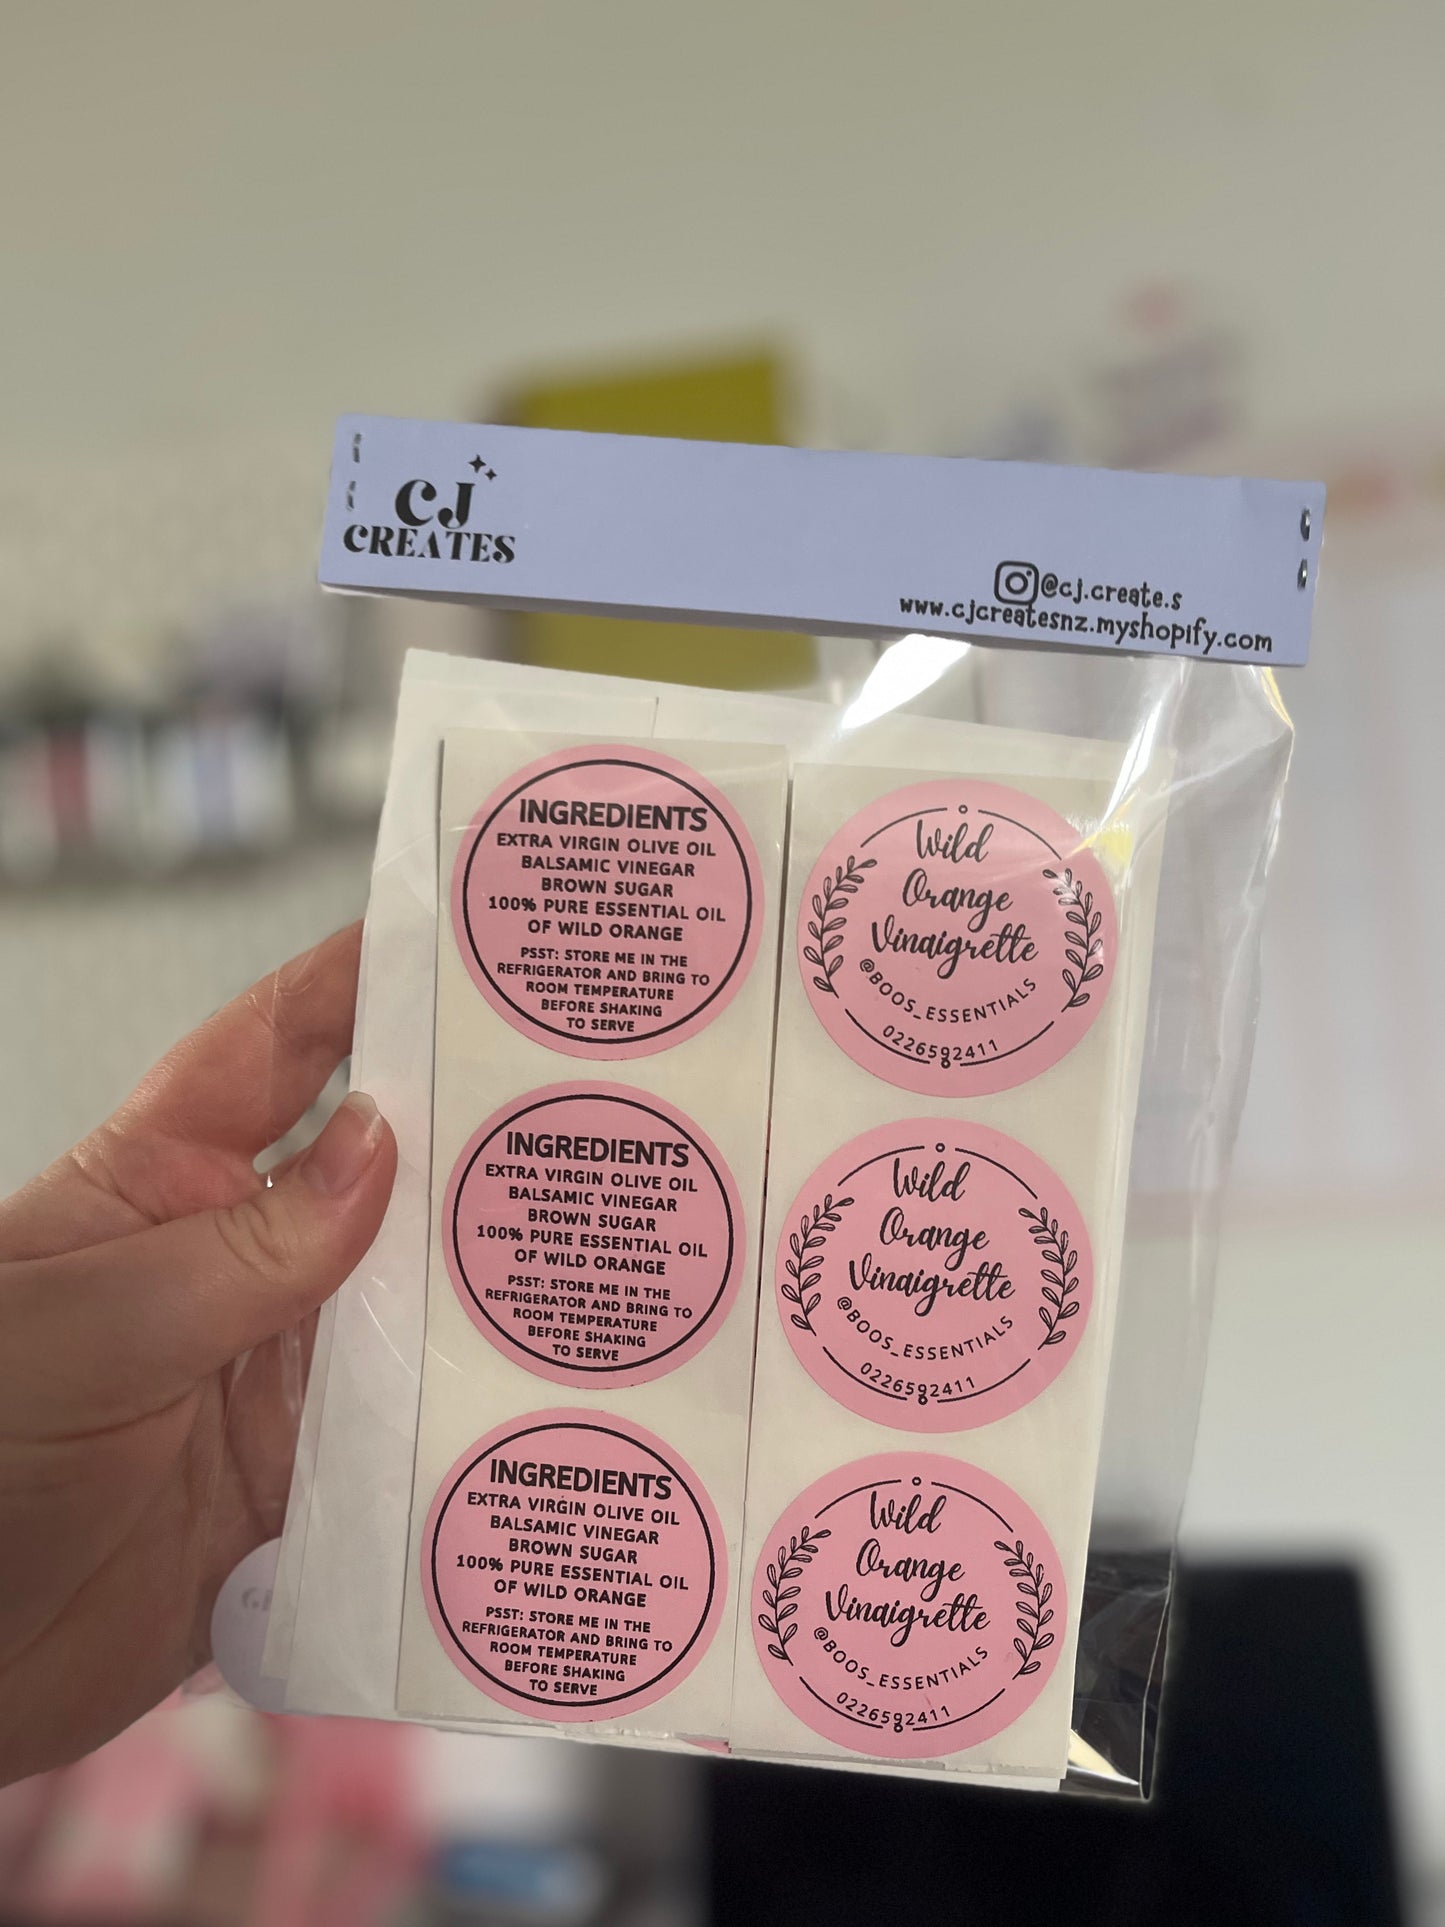 CJ
CREATES
@cj.create.s
www.cjcreatesnz.myshopify.com
INGREDIENTS
EXTRA VIRGIN OLIVE OIL
BALSAMIC VINEGAR
BROWN SUGAR
100% PURE ESSENTIAL OIL
OF WILD ORANGE
PSST: STORE ME IN THE
REFRIGERATOR AND BRING TO
ROOM TEMPERATURE
BEFORE SHAKING
TO SERVE
Wild
Orange
Vinaigrette
@BOOS_ESSENTIALS
0226592411
INGREDIENTS
EXTRA VIRGIN OLIVE OIL
BALSAMIC VINEGAR
BROWN SUGAR
100% PURE ESSENTIAL OIL
OF WILD ORANGE
PSST: STORE ME IN THE
REFRIGERATOR AND BRING TO
ROOM TEMPERATURE
BEFORE SHAKING
TO SERVE
Wild
Orange
Vinaigrette
@BOOS_ESSENTIALS
0226592411
INGREDIENTS
EXTRA VIRGIN OLIVE OIL
BALSAMIC VINEGAR
BROWN SUGAR
100% PURE ESSENTIAL OIL
OF WILD ORANGE
PSST: STORE ME IN THE
REFRIGERATOR AND BRING TO
ROOM TEMPERATURE
BEFORE SHAKING
TO SERVE
Wild
Orange
Vinaigrette
@BOOS_ESSENTIALS
0226592411